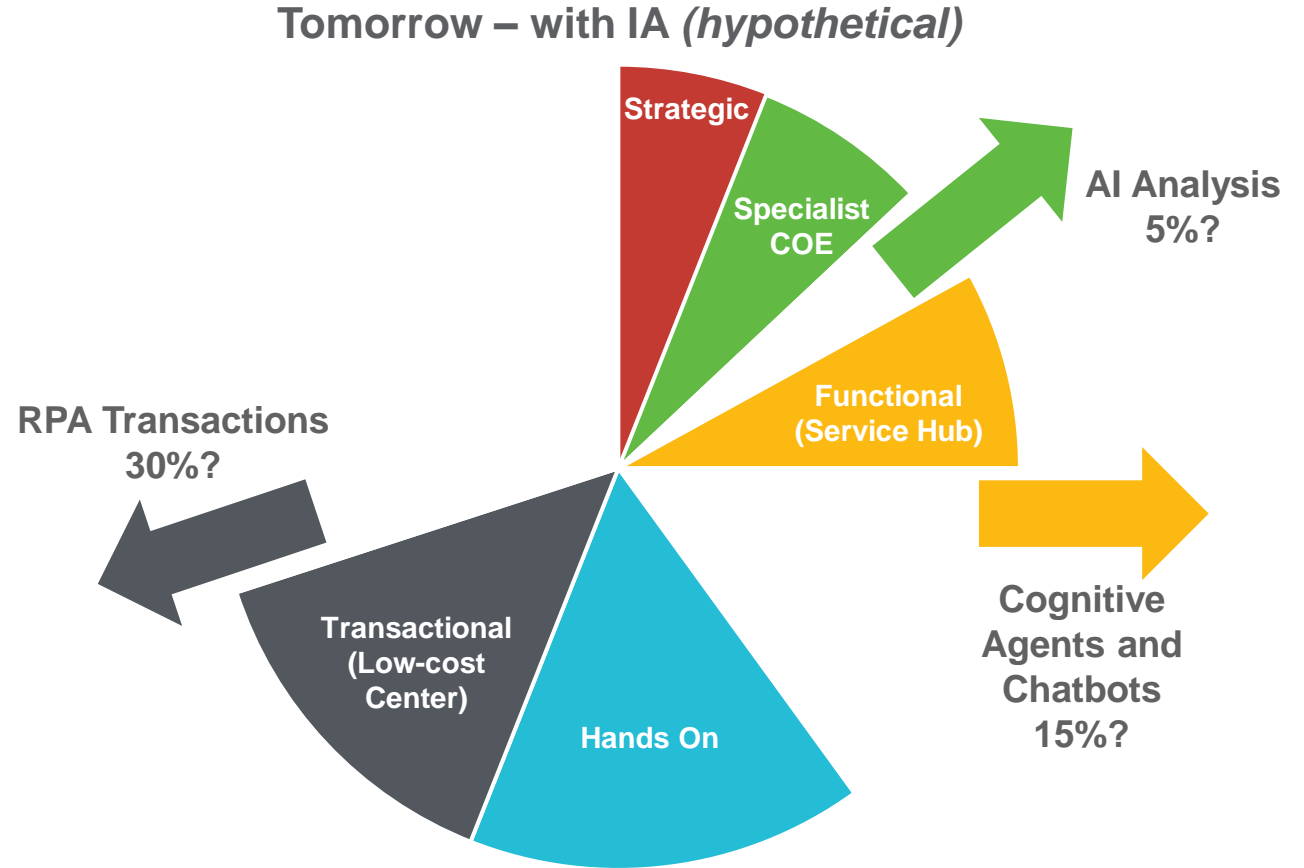 Tomorrow – with IA (hypothetical)
Strategic
Specialist
COE
AI Analysis
5%?
Functional
(Service Hub)
RPA Transactions
30%?
Cognitive
Agents and
Chatbots
15%?
Transactional
(Low-cost
Center)
Hands On